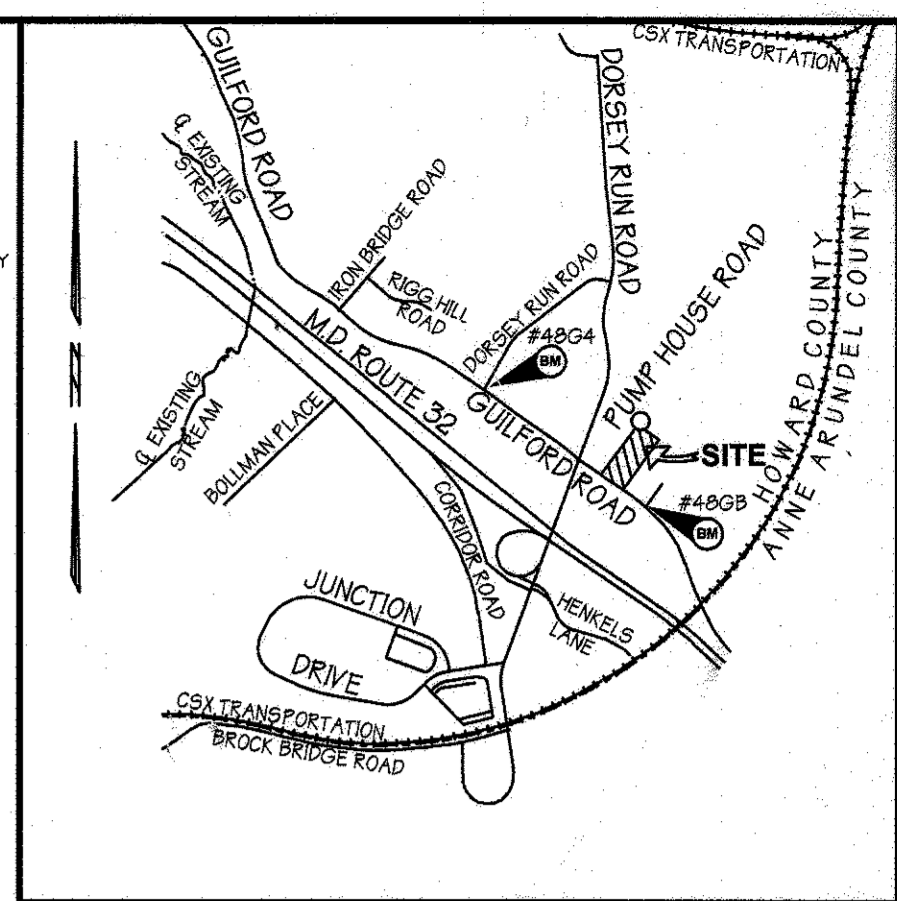 CSX TRANSPORTATION
GUILFORD ROAD
DORSEY RUN ROAD
℄ EXISTING
STREAM
IRON BRIDGE ROAD
RIGG HILL
ROAD
DORSEY RUN ROAD
#48G4
BM
PUMP HOUSE ROAD
HOWARD COUNTY
ANNE ARUNDEL COUNTY
Y
N
M.D. ROUTE 32
GUILFORD ROAD
SITE
℄ EXISTING
STREAM
BOLLMAN PLACE
#48GB
BM
CORRIDOR ROAD
JUNCTION
DRIVE
HENKELS
LANE
CSX TRANSPORTATION
BROCK BRIDGE ROAD